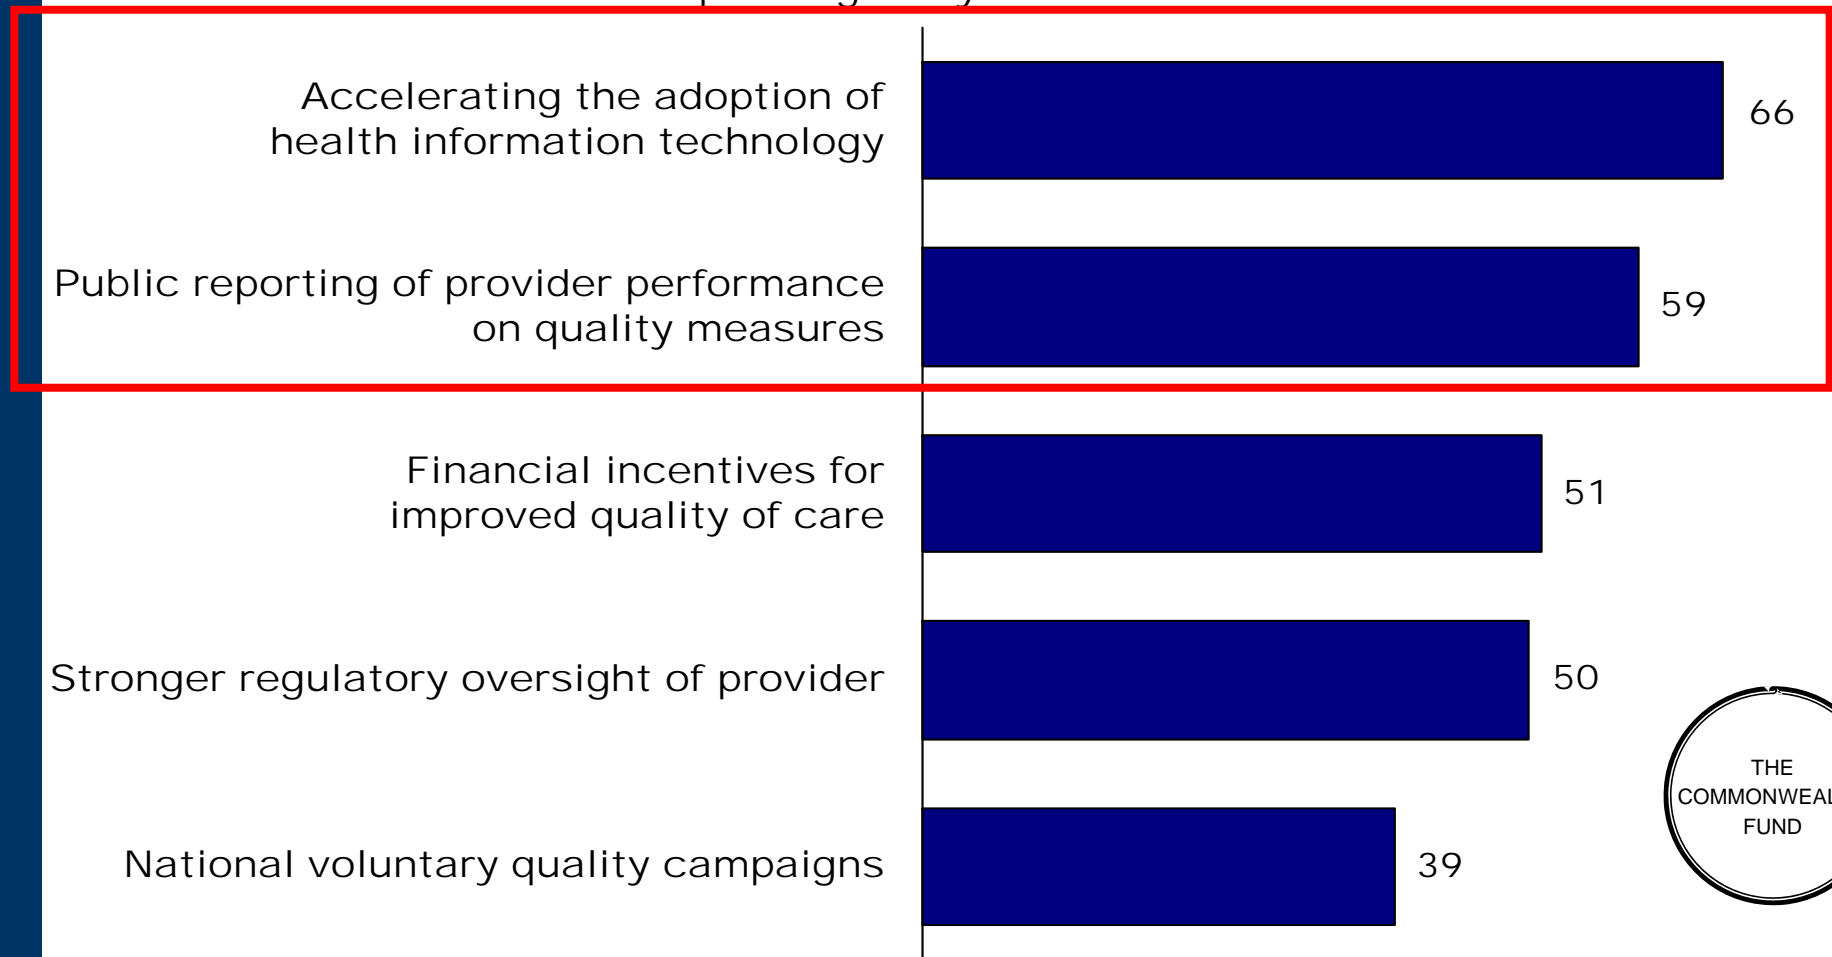 Accelerating the adoption of
health information technology
66
Public reporting of provider performance
on quality measures
59
Financial incentives for
improved quality of care
51
Stronger regulatory oversight of provider
50
National voluntary quality campaigns
39
THE
COMMONWEAL
FUND